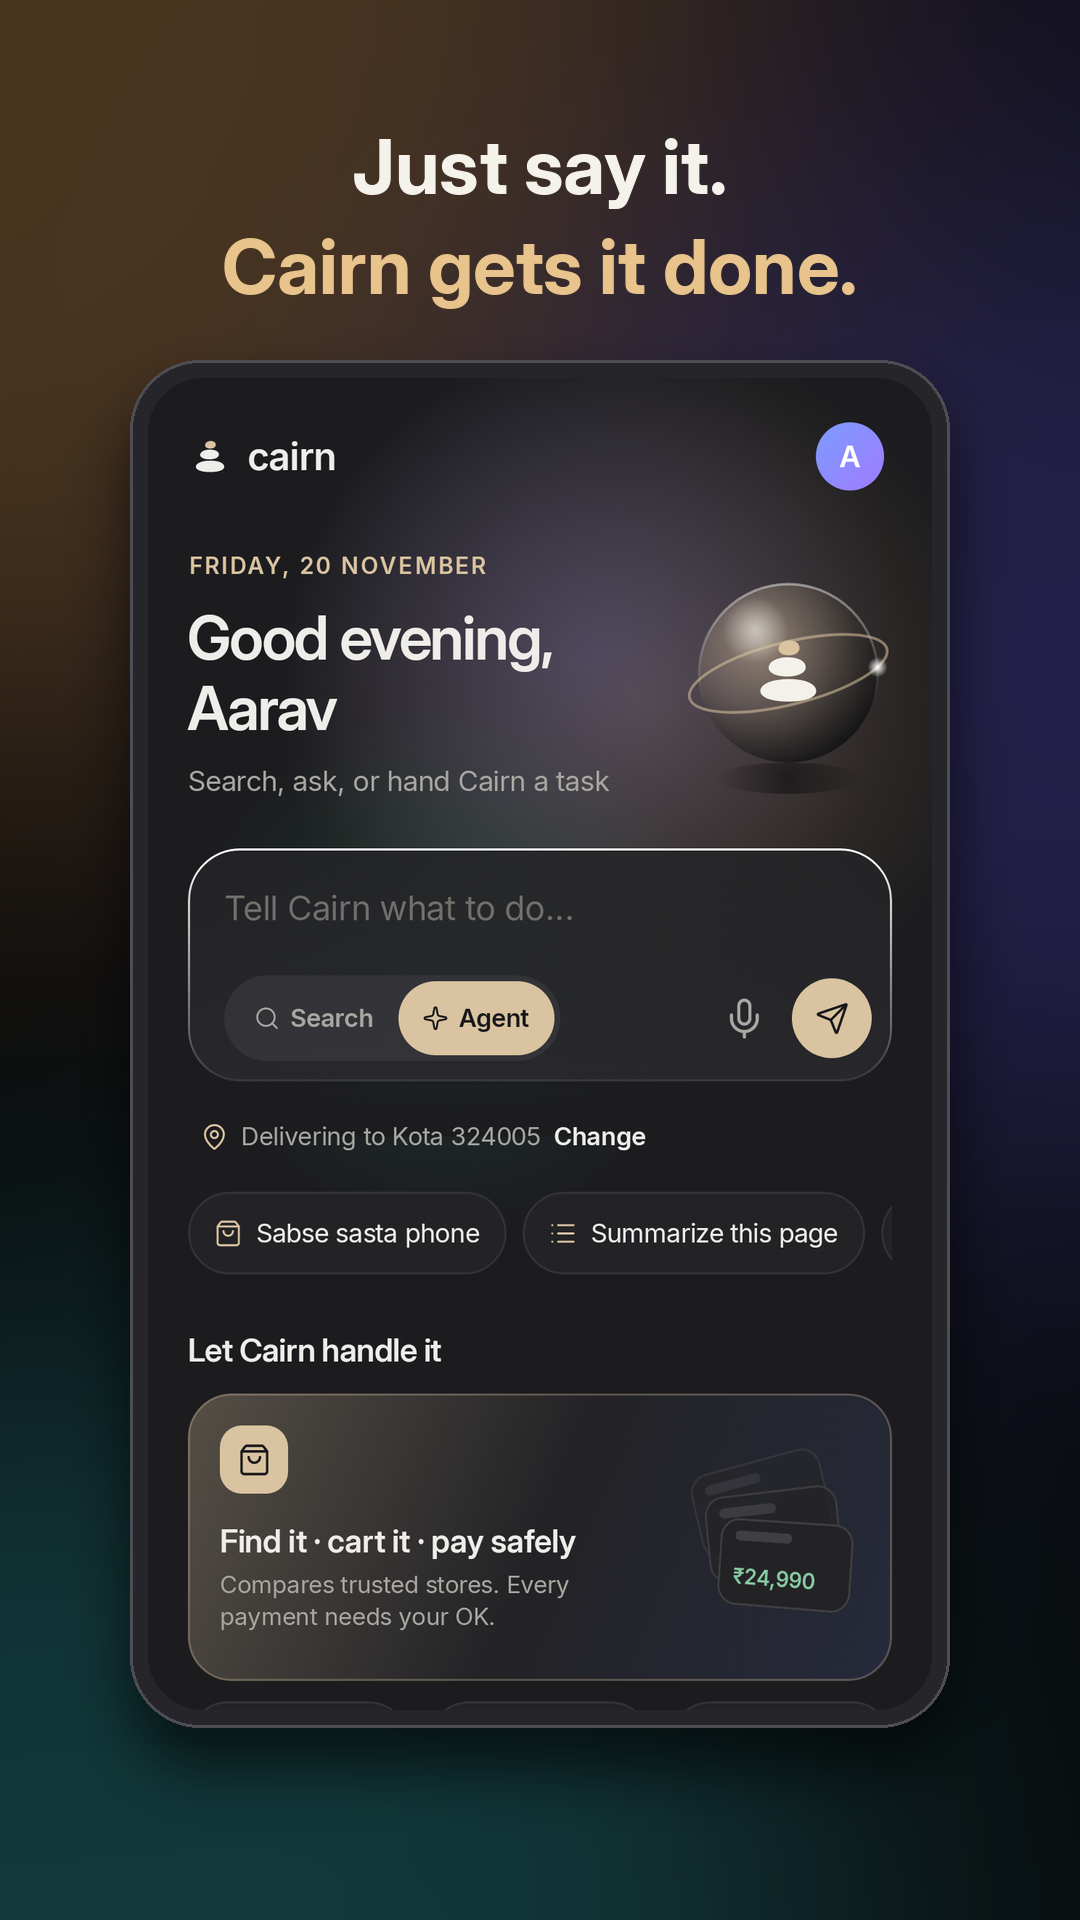 Just say it.
Cairn gets it done.
cairn
A
FRIDAY, 20 NOVEMBER
Good evening,
Aarav
Search, ask, or hand Cairn a task
Tell Cairn what to do...
Search
Agent
Delivering to Kota 324005 Change
Sabse sasta phone
Summarize this page
Let Cairn handle it
Find it · cart it · pay safely
Compares trusted stores. Every
payment needs your OK.
₹24,990